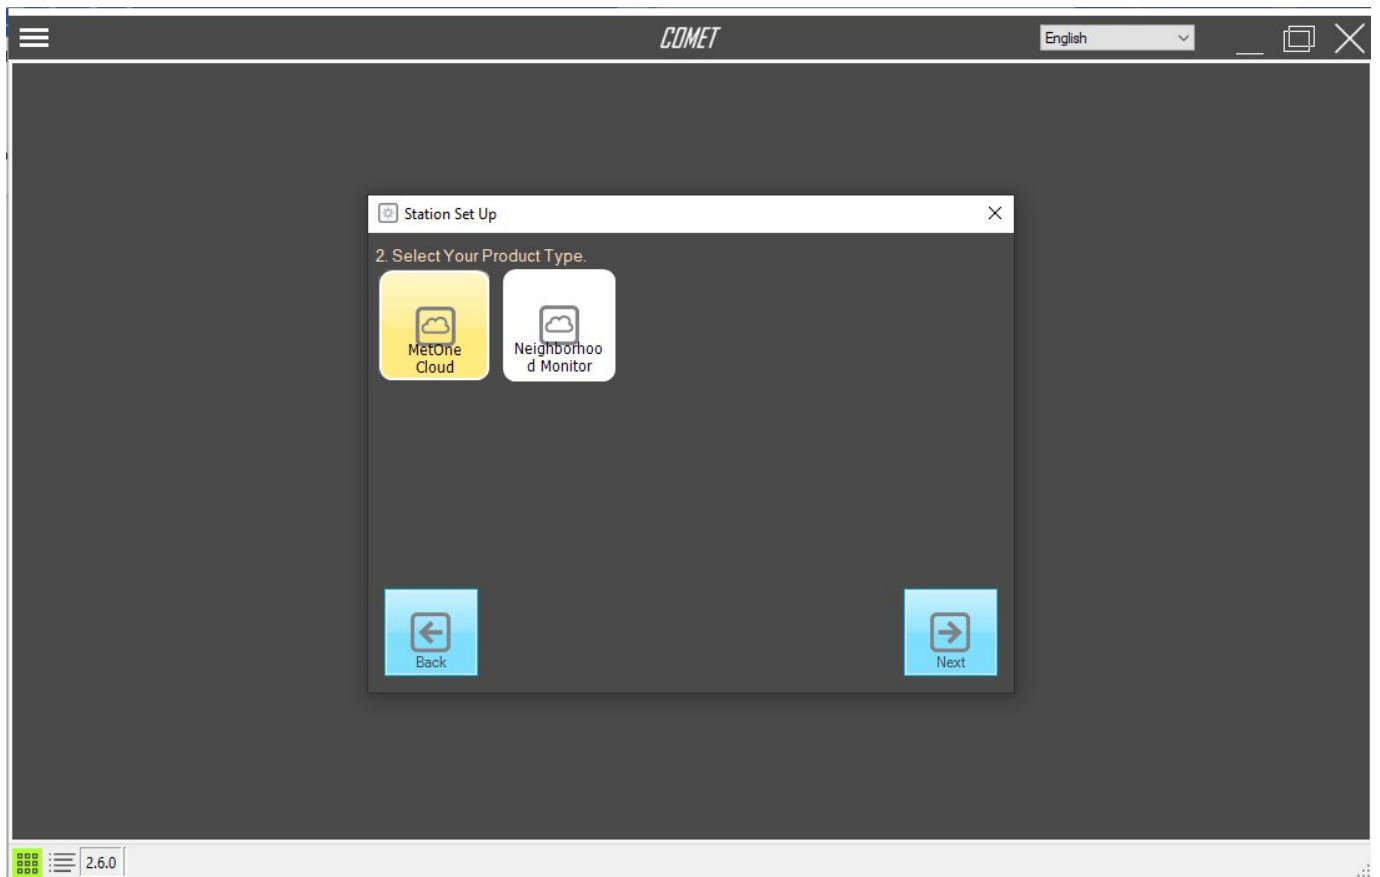 COMET
English
Station Set Up
2. Select Your Product Type.
MetOne
Cloud
Neighborhoo
d Monitor
Back
Next
2.6.0